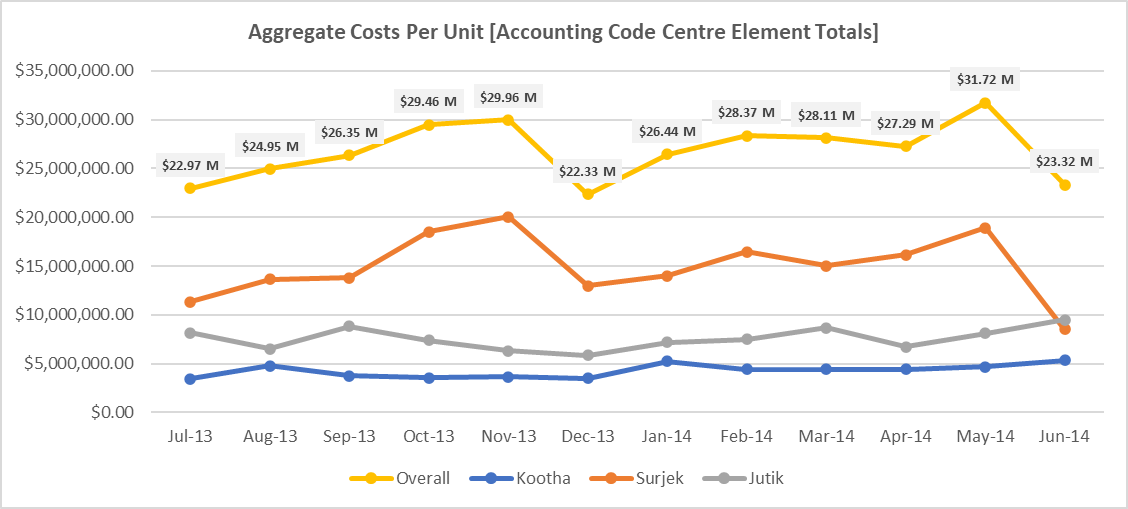 Aggregate Costs Per Unit [Accounting Code Centre Element Totals]
$35,000,000.00
$30,000,000.00
$25,000,000.00
$20,000,000.00
$15,000,000.00
$10,000,000.00
$5,000,000.00
$0.00
$22.97 M
$24.95 M
$26.35 M
$29.46 M
$29.96 M
$22.33 M
$26.44 M
$28.37 M
$28.11 M
$27.29 M
$31.72 M
$23.32 M
Jul-13 Aug-13 Sep-13 Oct-13 Nov-13 Dec-13 Jan-14 Feb-14 Mar-14 Apr-14 May-14 Jun-14
Overall Kootha Surjek Jutik